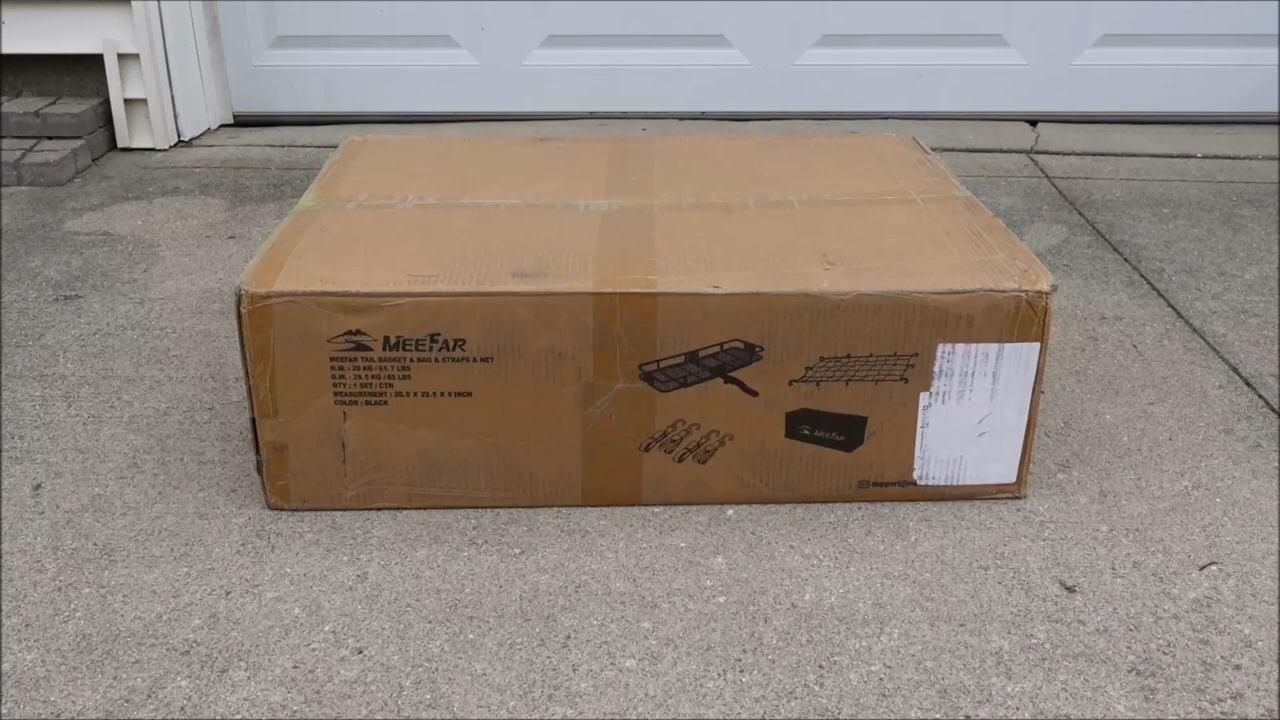 MEEFAR
MEEFAR TAIL BASKET & BAG & STRAPS & NET
N.W. : 28 KG / 61.7 LBS
G.W. : 29.5 KG / 65 LBS
QTY : 1 SET / CTN
MEASUREMENT : 30.9 X 22.5 X 9 INCH
COLOR : BLACK
MEEFAR